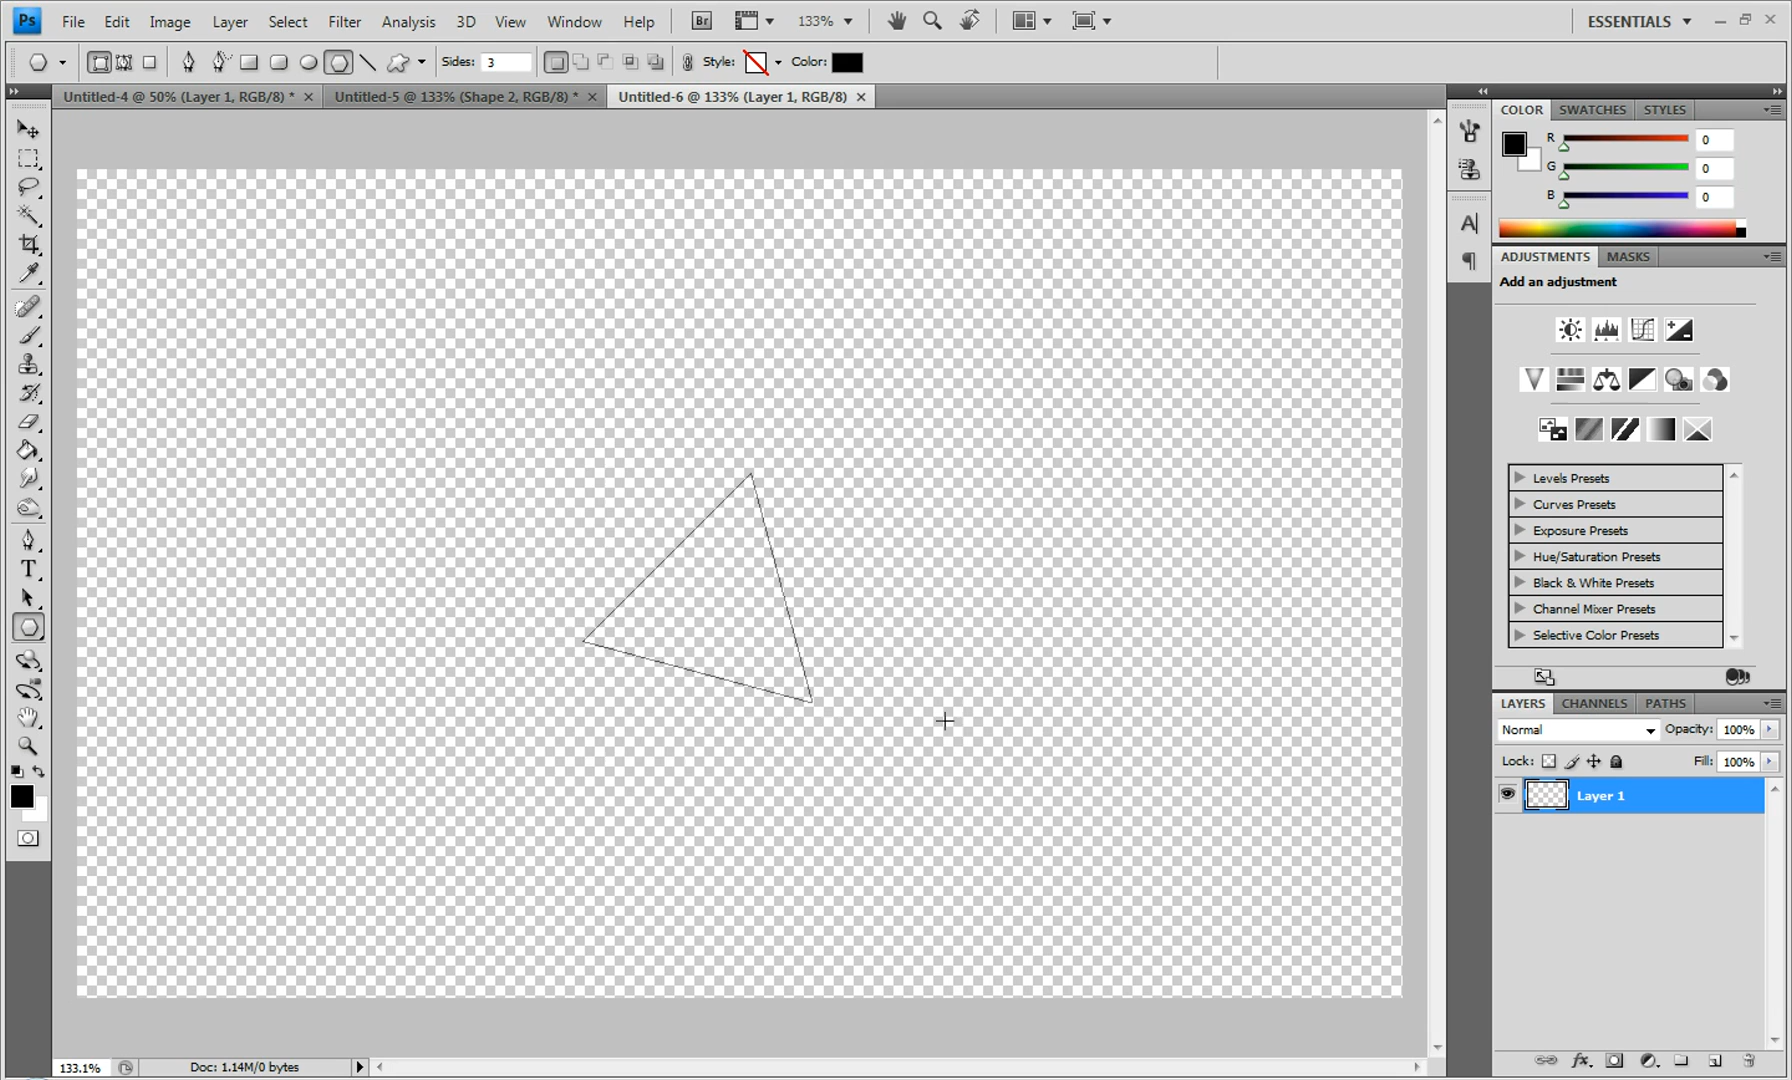 Ps File Edit Image Layer Select Filter Analysis 3D View Window Help Br 133% ESSENTIALS
Sides: 3 Style: Color:
Untitled-4 @ 50% (Layer 1, RGB/8) * Untitled-5 @ 133% (Shape 2, RGB/8) * Untitled-6 @ 133% (Layer 1, RGB/8)
COLOR SWATCHES STYLES
R 0
G 0
B 0
ADJUSTMENTS MASKS
Add an adjustment
Levels Presets
Curves Presets
Exposure Presets
Hue/Saturation Presets
Black & White Presets
Channel Mixer Presets
Selective Color Presets
LAYERS CHANNELS PATHS
Normal Opacity: 100%
Lock: Fill: 100%
Layer 1
133.1% Doc: 1.14M/0 bytes